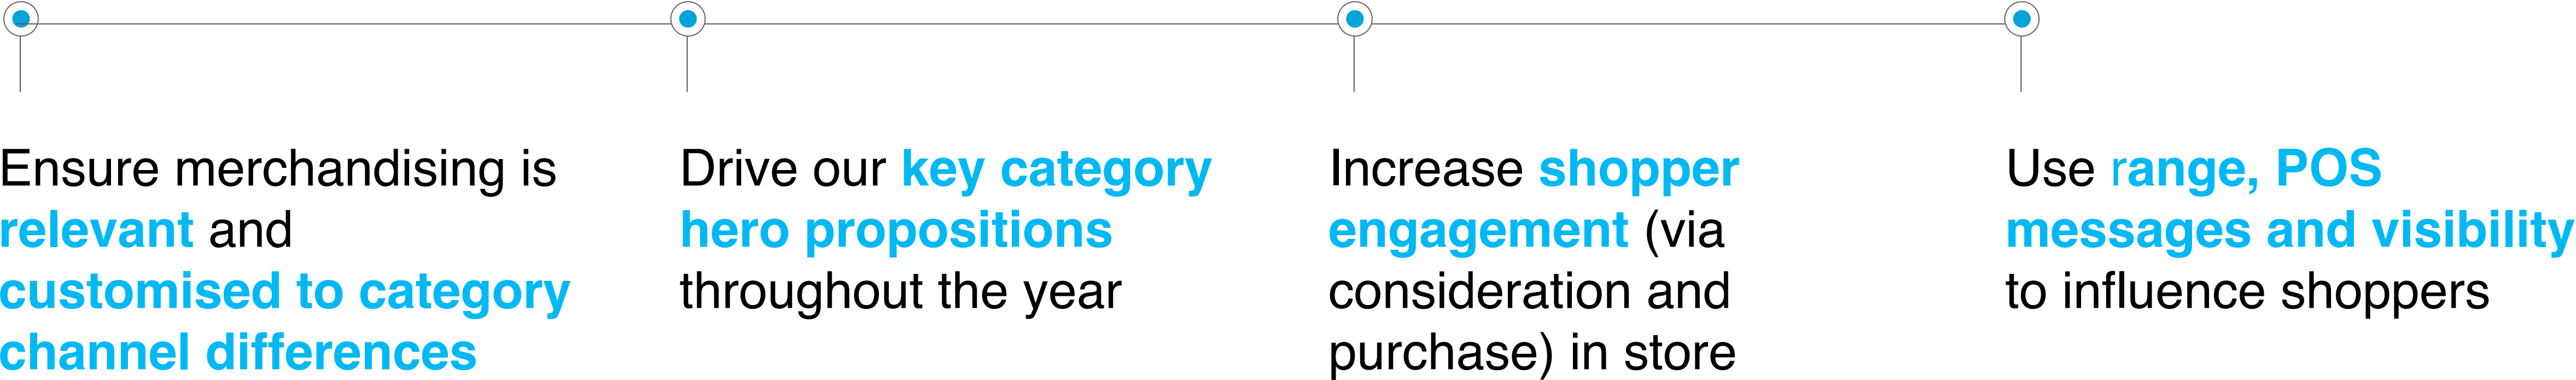 Ensure merchandising is
relevant and
customised to category
channel differences
Drive our key category
hero propositions
throughout the year
Increase shopper
engagement (via
consideration and
purchase) in store
Use range, POS
messages and visibility
to influence shoppers